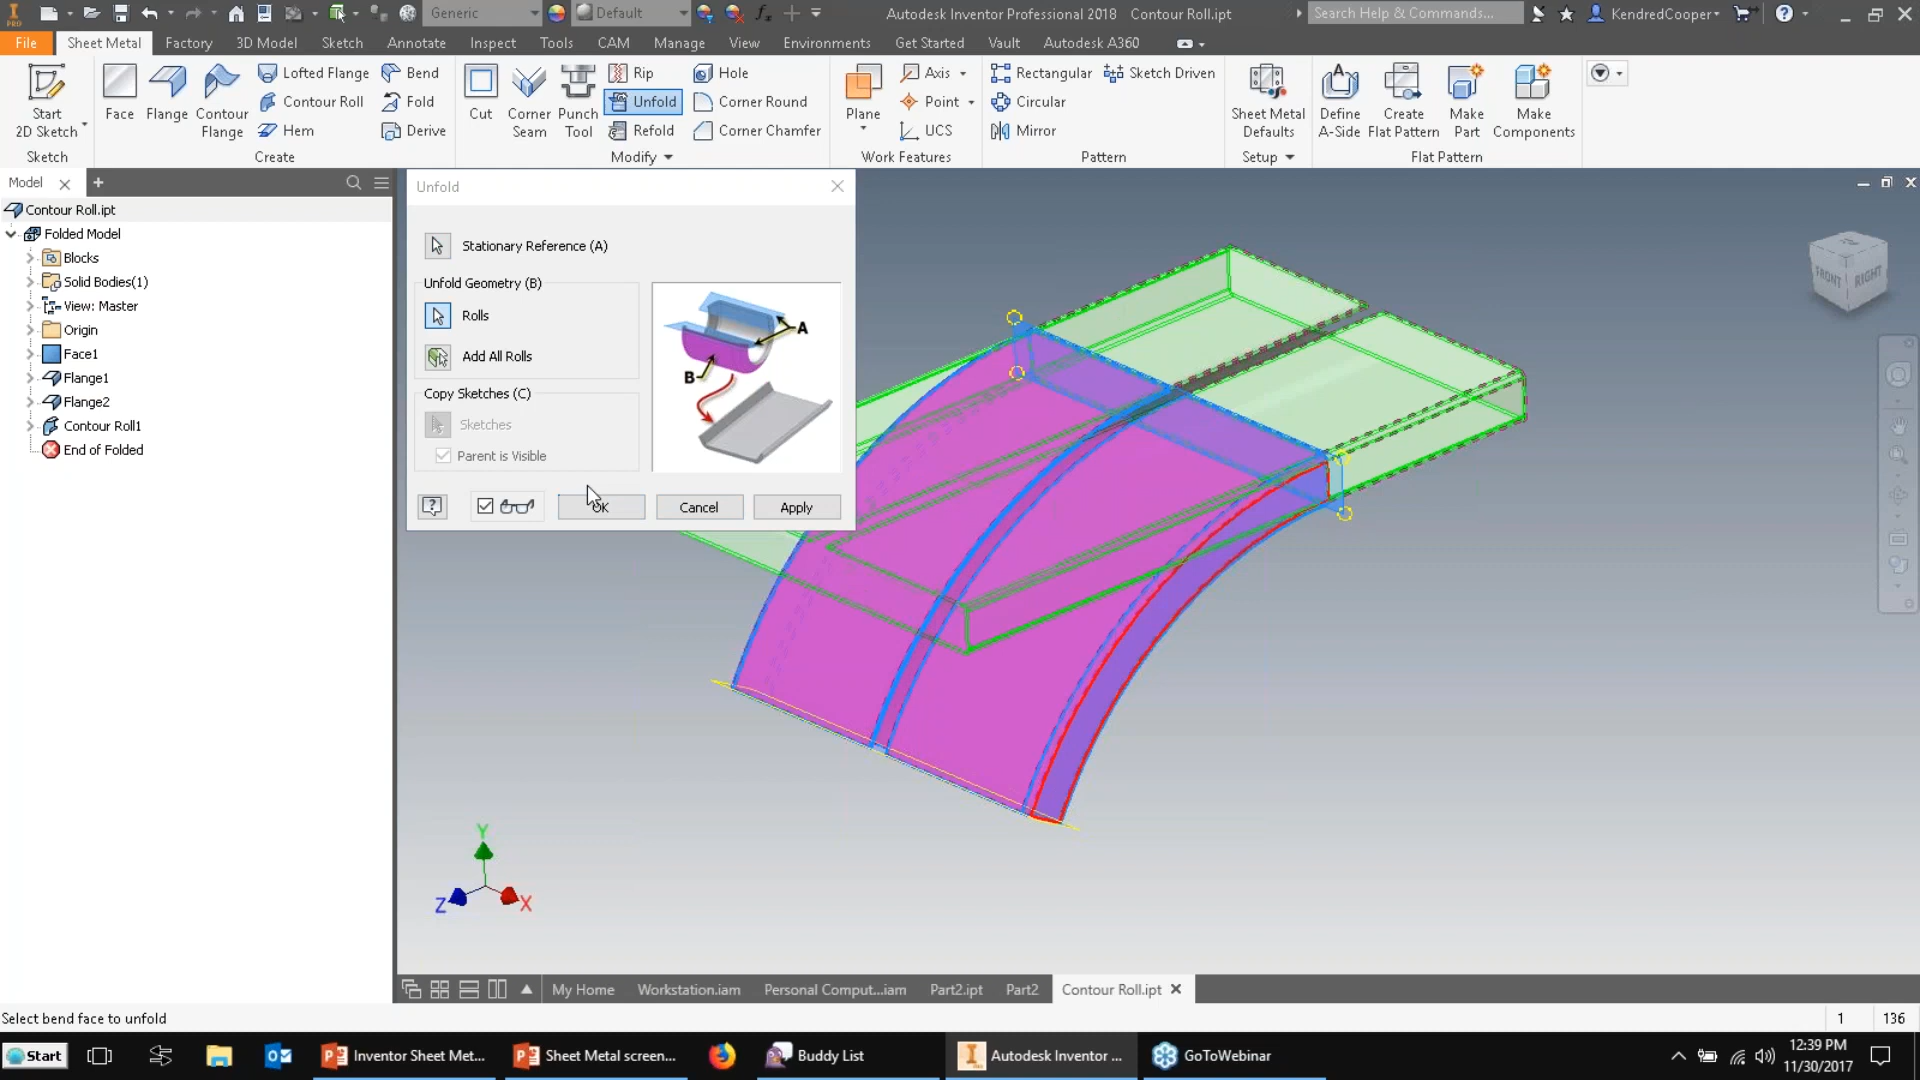 PRO
Generic
Default
fx
Autodesk Inventor Professional 2018 Contour Roll.ipt
Search Help & Commands...
KendredCooper
File
Sheet Metal
Factory
3D Model
Sketch
Annotate
Inspect
Tools
CAM
Manage
View
Environments
Get Started
Vault
Autodesk A360
Start
2D Sketch
Face
Flange
Contour
Flange
Lofted Flange
Contour Roll
Hem
Bend
Fold
Derive
Cut
Corner
Seam
Punch
Tool
Rip
Unfold
Refold
Hole
Corner Round
Corner Chamfer
Plane
Axis
Point
UCS
Rectangular
Sketch Driven
Circular
Mirror
Sheet Metal
Defaults
Define
A-Side
Create
Flat Pattern
Make
Part
Make
Components
Sketch
Create
Modify
Work Features
Pattern
Setup
Flat Pattern
Model
Contour Roll.ipt
Folded Model
Blocks
Solid Bodies(1)
View: Master
Origin
Face1
Flange1
Flange2
Contour Roll1
End of Folded
Unfold
Stationary Reference (A)
Unfold Geometry (B)
Rolls
Add All Rolls
Copy Sketches (C)
Sketches
Parent is Visible
A
B
OK
Cancel
Apply
FRONT
RIGHT
Y
Z
X
My Home
Workstation.iam
Personal Comput...iam
Part2.ipt
Part2
Contour Roll.ipt
Select bend face to unfold
1
136
Start
Inventor Sheet Met...
Sheet Metal screen...
Buddy List
Autodesk Inventor ...
GoToWebinar
12:39 PM
11/30/2017